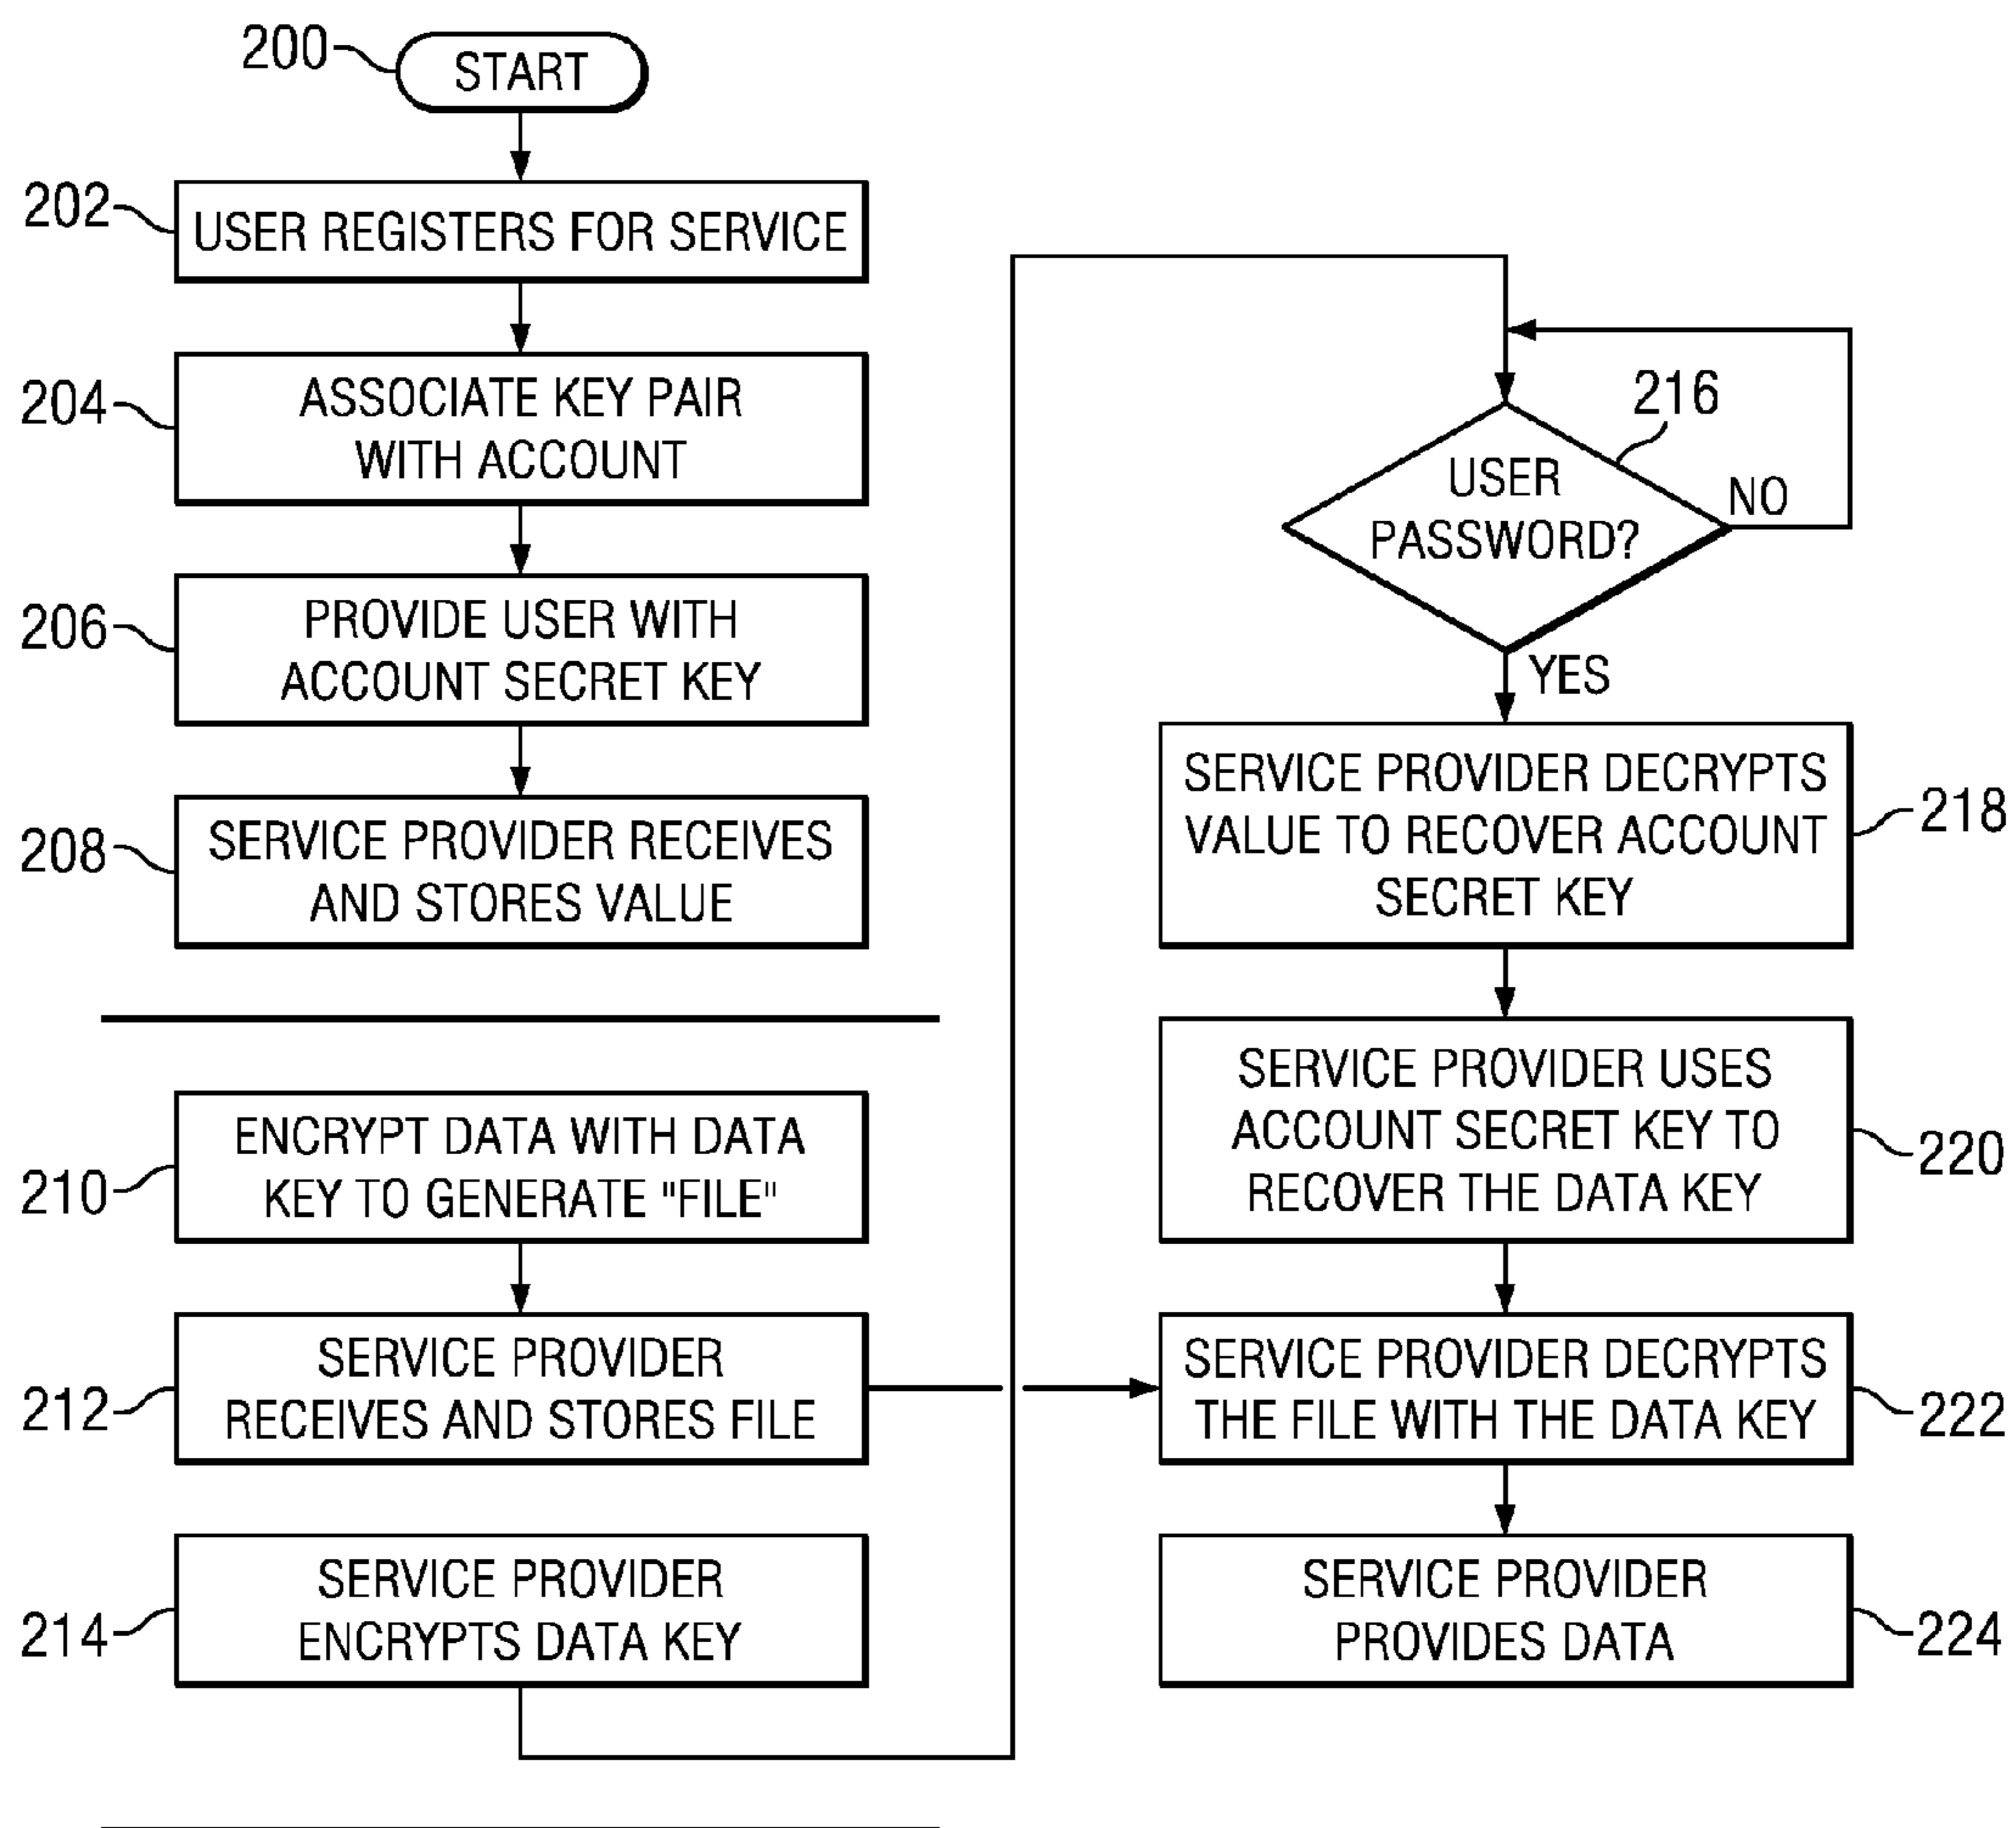 200
START
202
USER REGISTERS FOR SERVICE
204
ASSOCIATE KEY PAIR
WITH ACCOUNT
206
PROVIDE USER WITH
ACCOUNT SECRET KEY
208
SERVICE PROVIDER RECEIVES
AND STORES VALUE
210
ENCRYPT DATA WITH DATA
KEY TO GENERATE "FILE"
212
SERVICE PROVIDER
RECEIVES AND STORES FILE
214
SERVICE PROVIDER
ENCRYPTS DATA KEY
216
USER
PASSWORD?
NO
YES
SERVICE PROVIDER DECRYPTS
VALUE TO RECOVER ACCOUNT
SECRET KEY
218
SERVICE PROVIDER USES
ACCOUNT SECRET KEY TO
RECOVER THE DATA KEY
220
SERVICE PROVIDER DECRYPTS
THE FILE WITH THE DATA KEY
222
SERVICE PROVIDER
PROVIDES DATA
224